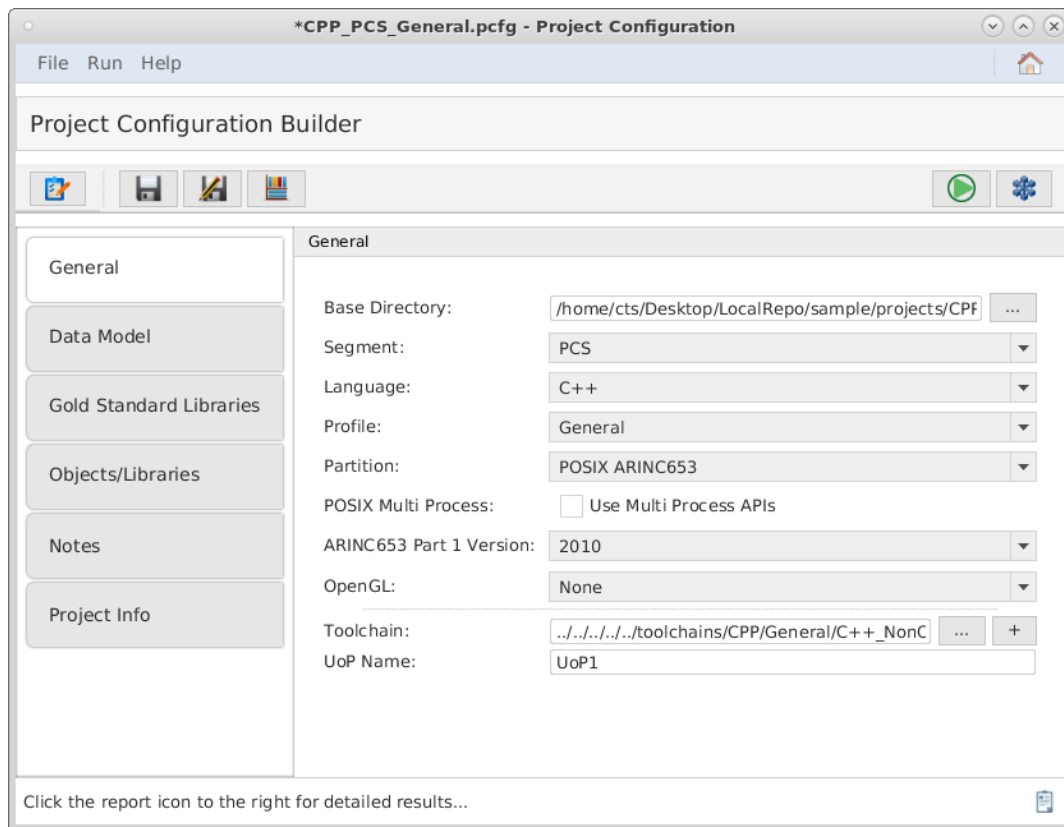 *CPP_PCS_General.pcfg - Project Configuration
File Run Help
Project Configuration Builder
General
Data Model
Gold Standard Libraries
Objects/Libraries
Notes
Project Info
General
Base Directory: /home/cts/Desktop/LocalRepo/sample/projects/CPP ...
Segment: PCS
Language: C++
Profile: General
Partition: POSIX ARINC653
POSIX Multi Process: Use Multi Process APIs
ARINC653 Part 1 Version: 2010
OpenGL: None
Toolchain: ../../../../../toolchains/CPP/General/C++_NonC ... +
UoP Name: UoP1
Click the report icon to the right for detailed results...